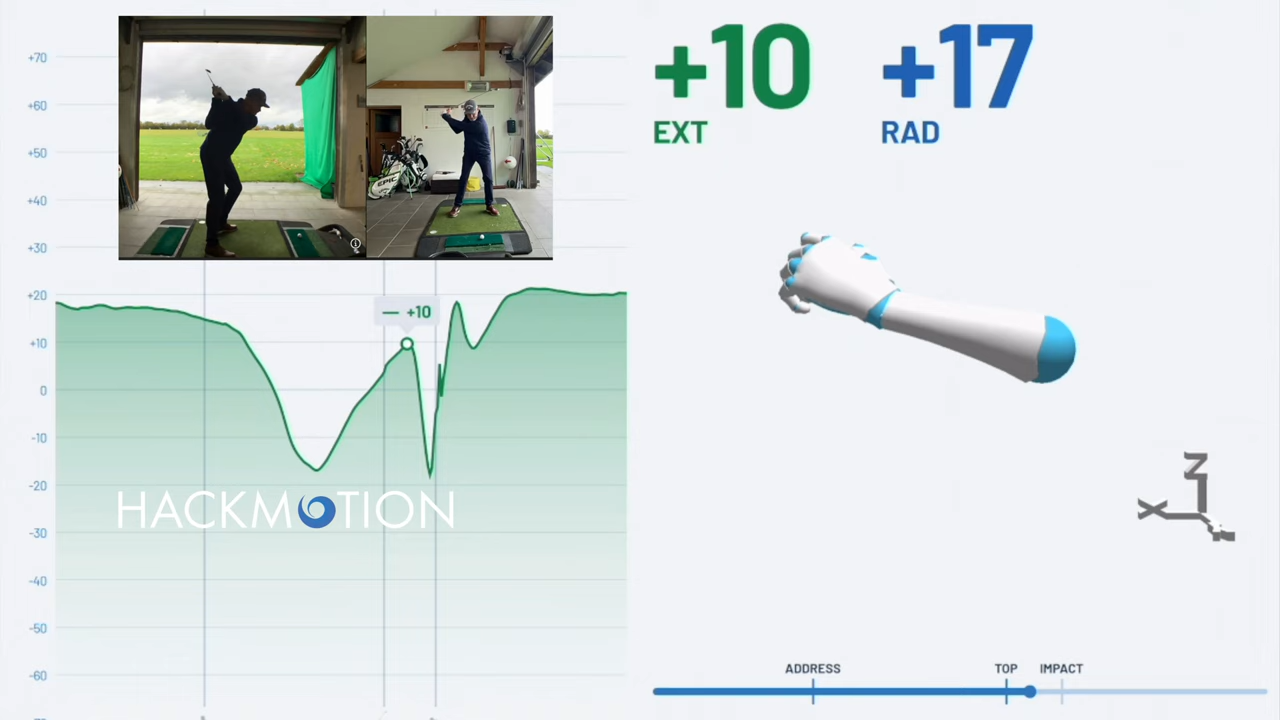 +70
+60
+50
+40
+30
+20
+10
0
-10
-20
-30
-40
-50
-60
— +10
EPIC
HACKMOTION
+10
EXT
+17
RAD
Z
X
ADDRESS
TOP
IMPACT